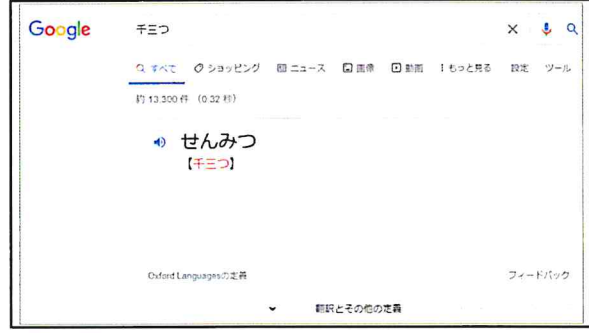 Google
千三つ
すべて ショッピング ニュース 画像 動画 もっと見る 設定 ツール
約 13,300 件 (0.32 秒)
せんみつ
【千三つ】
Oxford Languagesの定義 フィードバック
翻訳とその他の定義